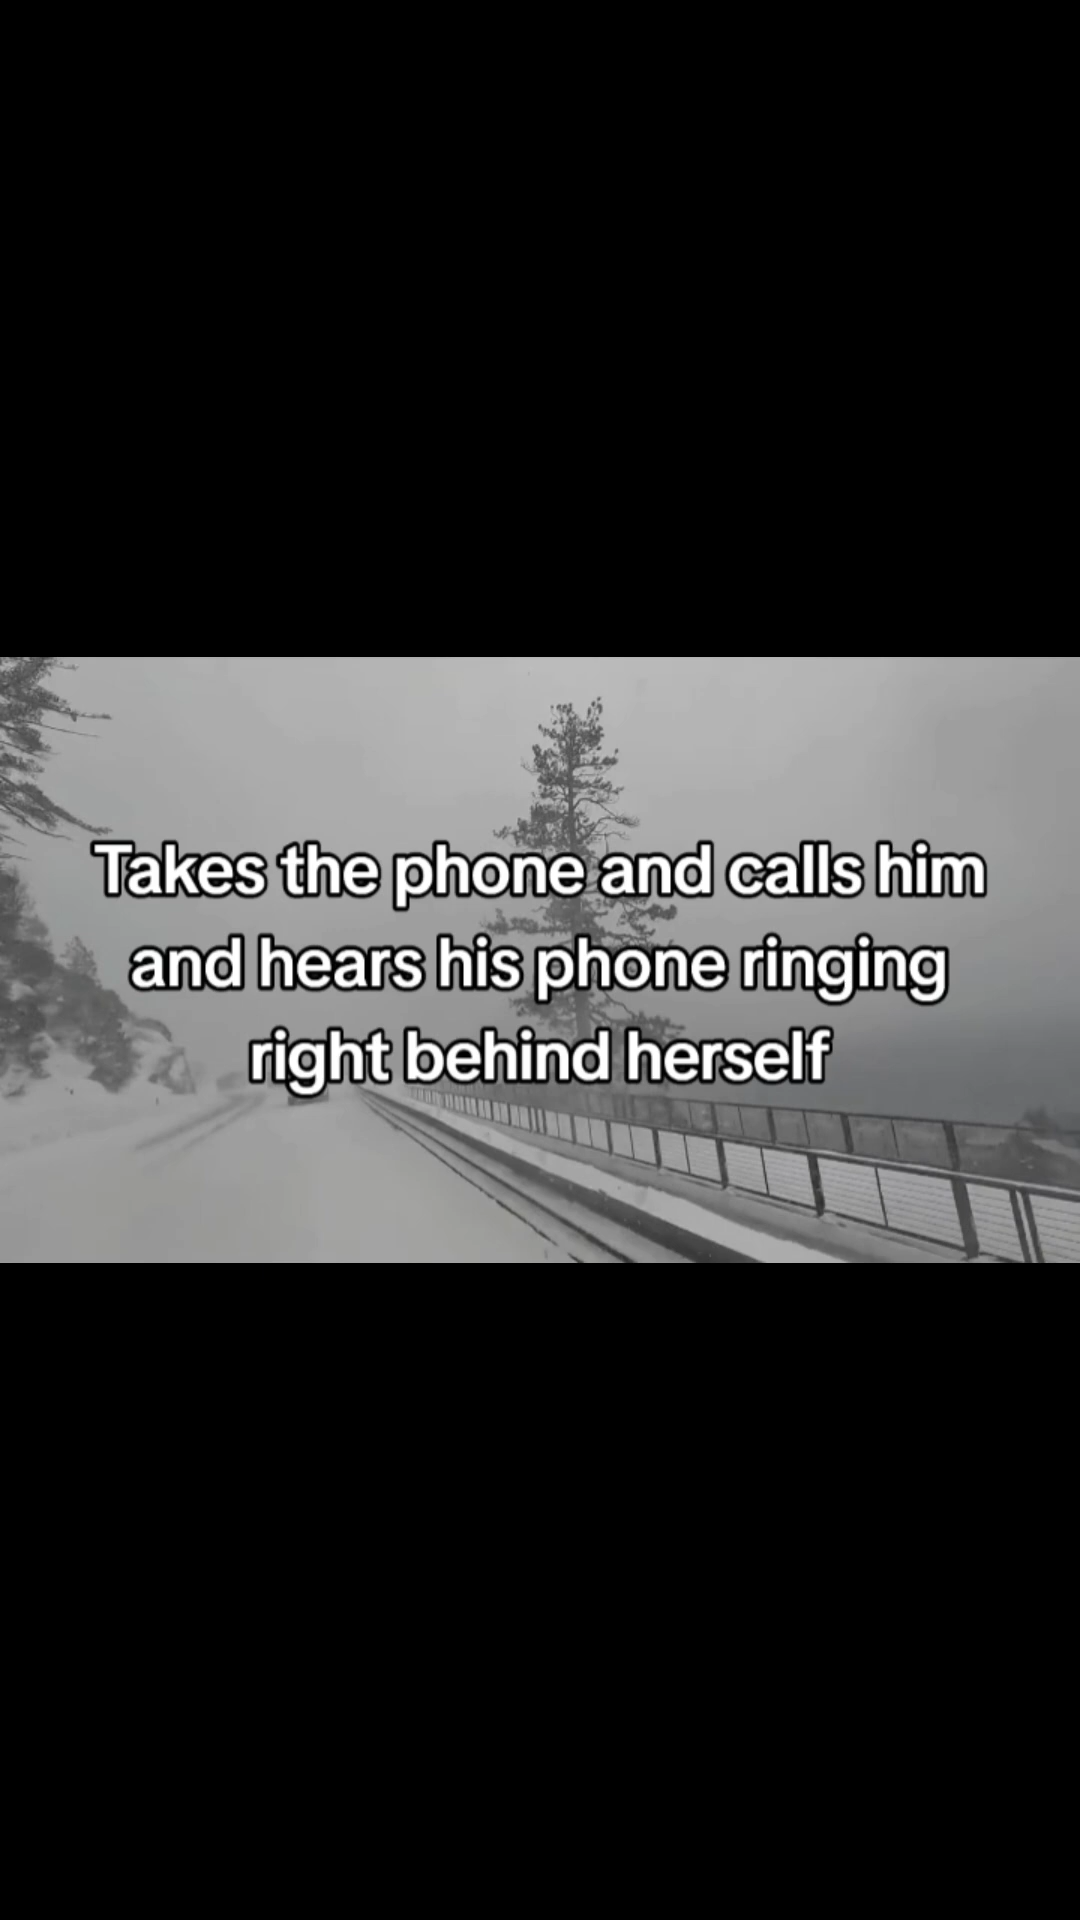 Takes the phone and calls him
and hears his phone ringing
right behind herself